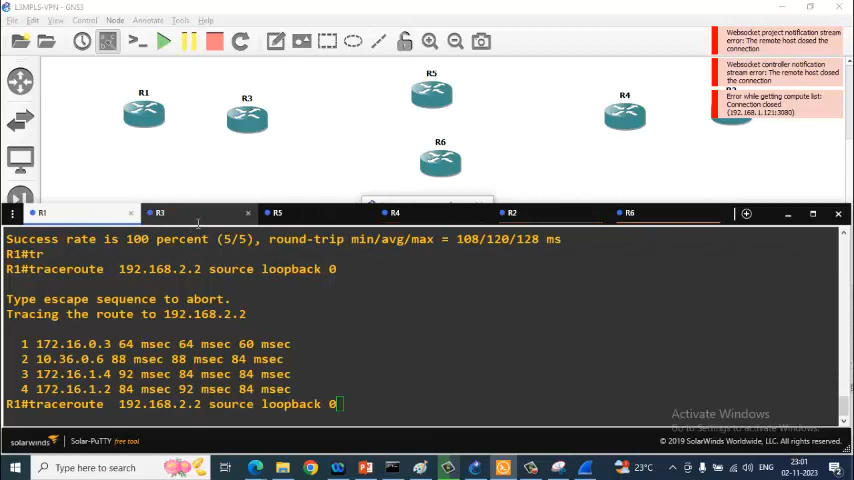 L3MPLS-VPN - GNS3
File Edit View Control Node Annotate Tools Help
Websocket project notification stream error: The remote host closed the connection
Websocket controller notification stream error: The remote host closed the connection
Error while getting compute list: Connection closed (192.168.1.121:3080)
R1
R3
R5
R4
R6
R1 R3 R5 R4 R2 R6
Success rate is 100 percent (5/5), round-trip min/avg/max = 108/120/128 ms
R1#tr
R1#traceroute 192.168.2.2 source loopback 0
Type escape sequence to abort.
Tracing the route to 192.168.2.2
1 172.16.0.3 64 msec 64 msec 60 msec
2 10.36.0.6 88 msec 88 msec 84 msec
3 172.16.1.4 92 msec 84 msec 84 msec
4 172.16.1.2 84 msec 92 msec 84 msec
R1#traceroute 192.168.2.2 source loopback 0
Activate Windows
Go to Settings to activate Windows.
solarwinds Solar-PuTTY free tool
© 2019 SolarWinds Worldwide, LLC. All rights reserved.
Type here to search
23°C
ENG
23:01
02-11-2023
2